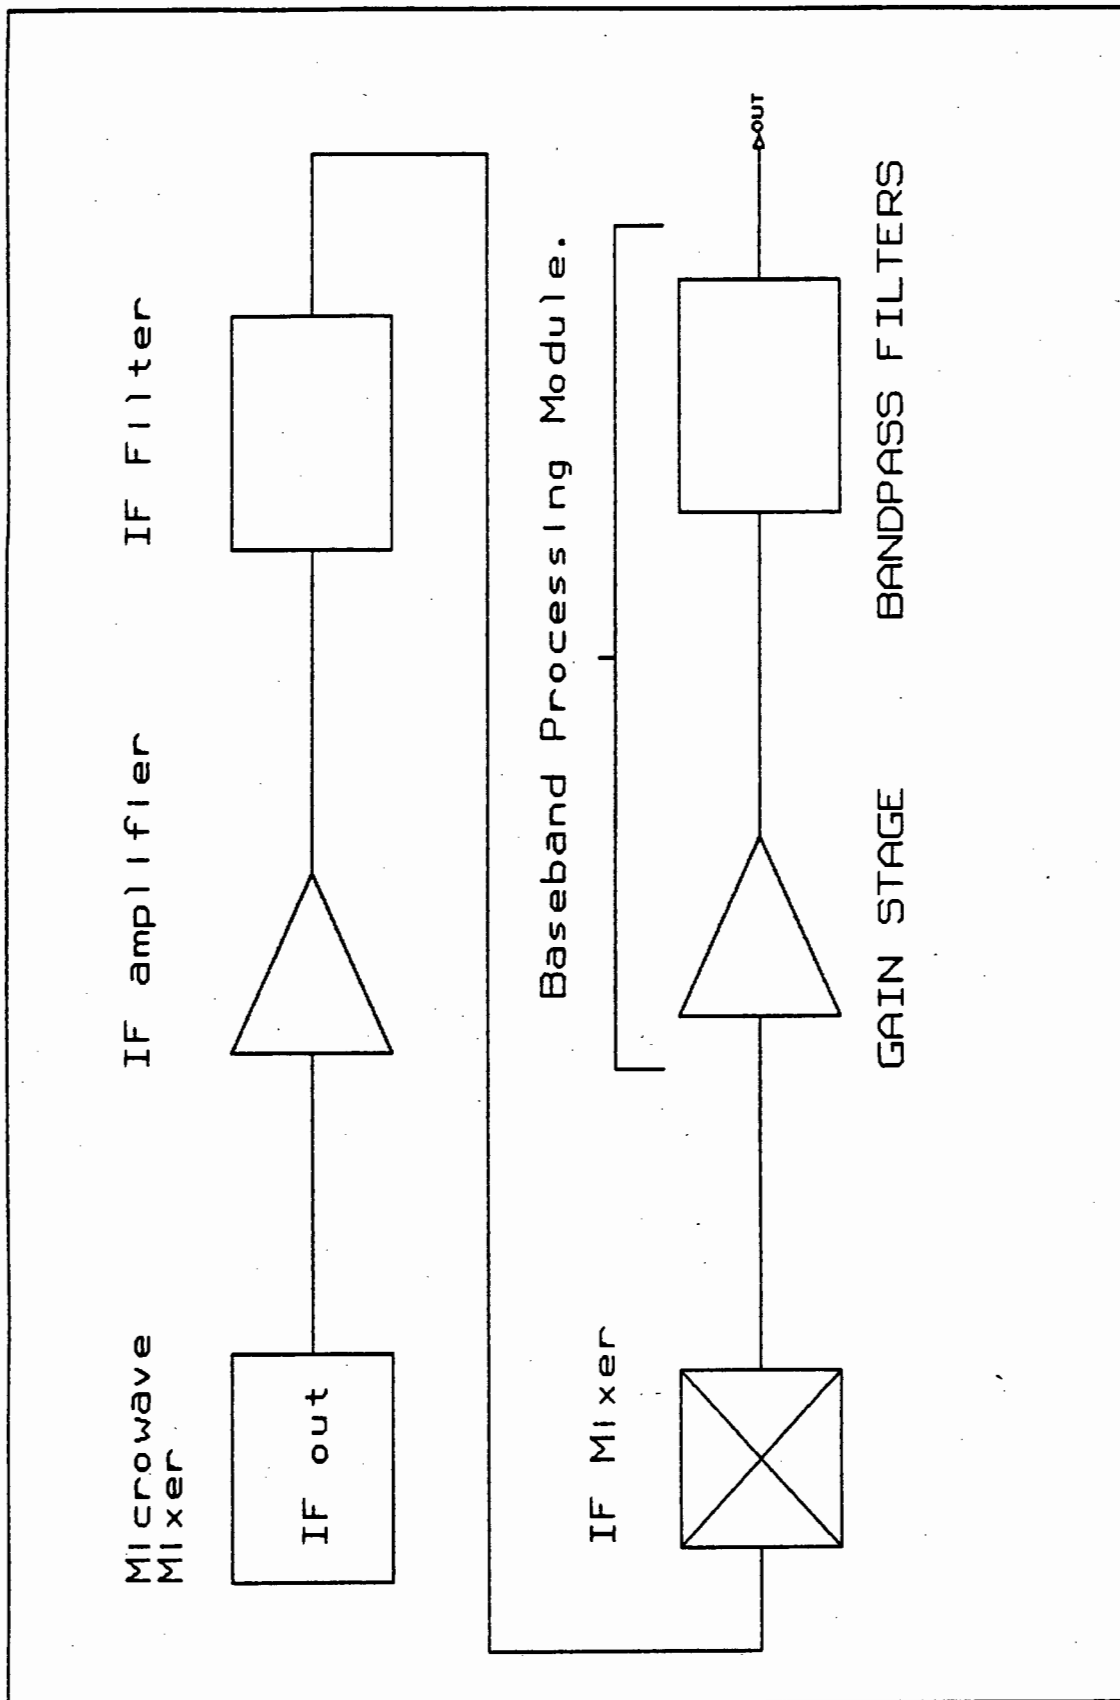 Microwave
Mixer
IF amplifier
IF Filter
IF out
Baseband Processing Module.
IF Mixer
OUT
GAIN STAGE
BANDPASS FILTERS